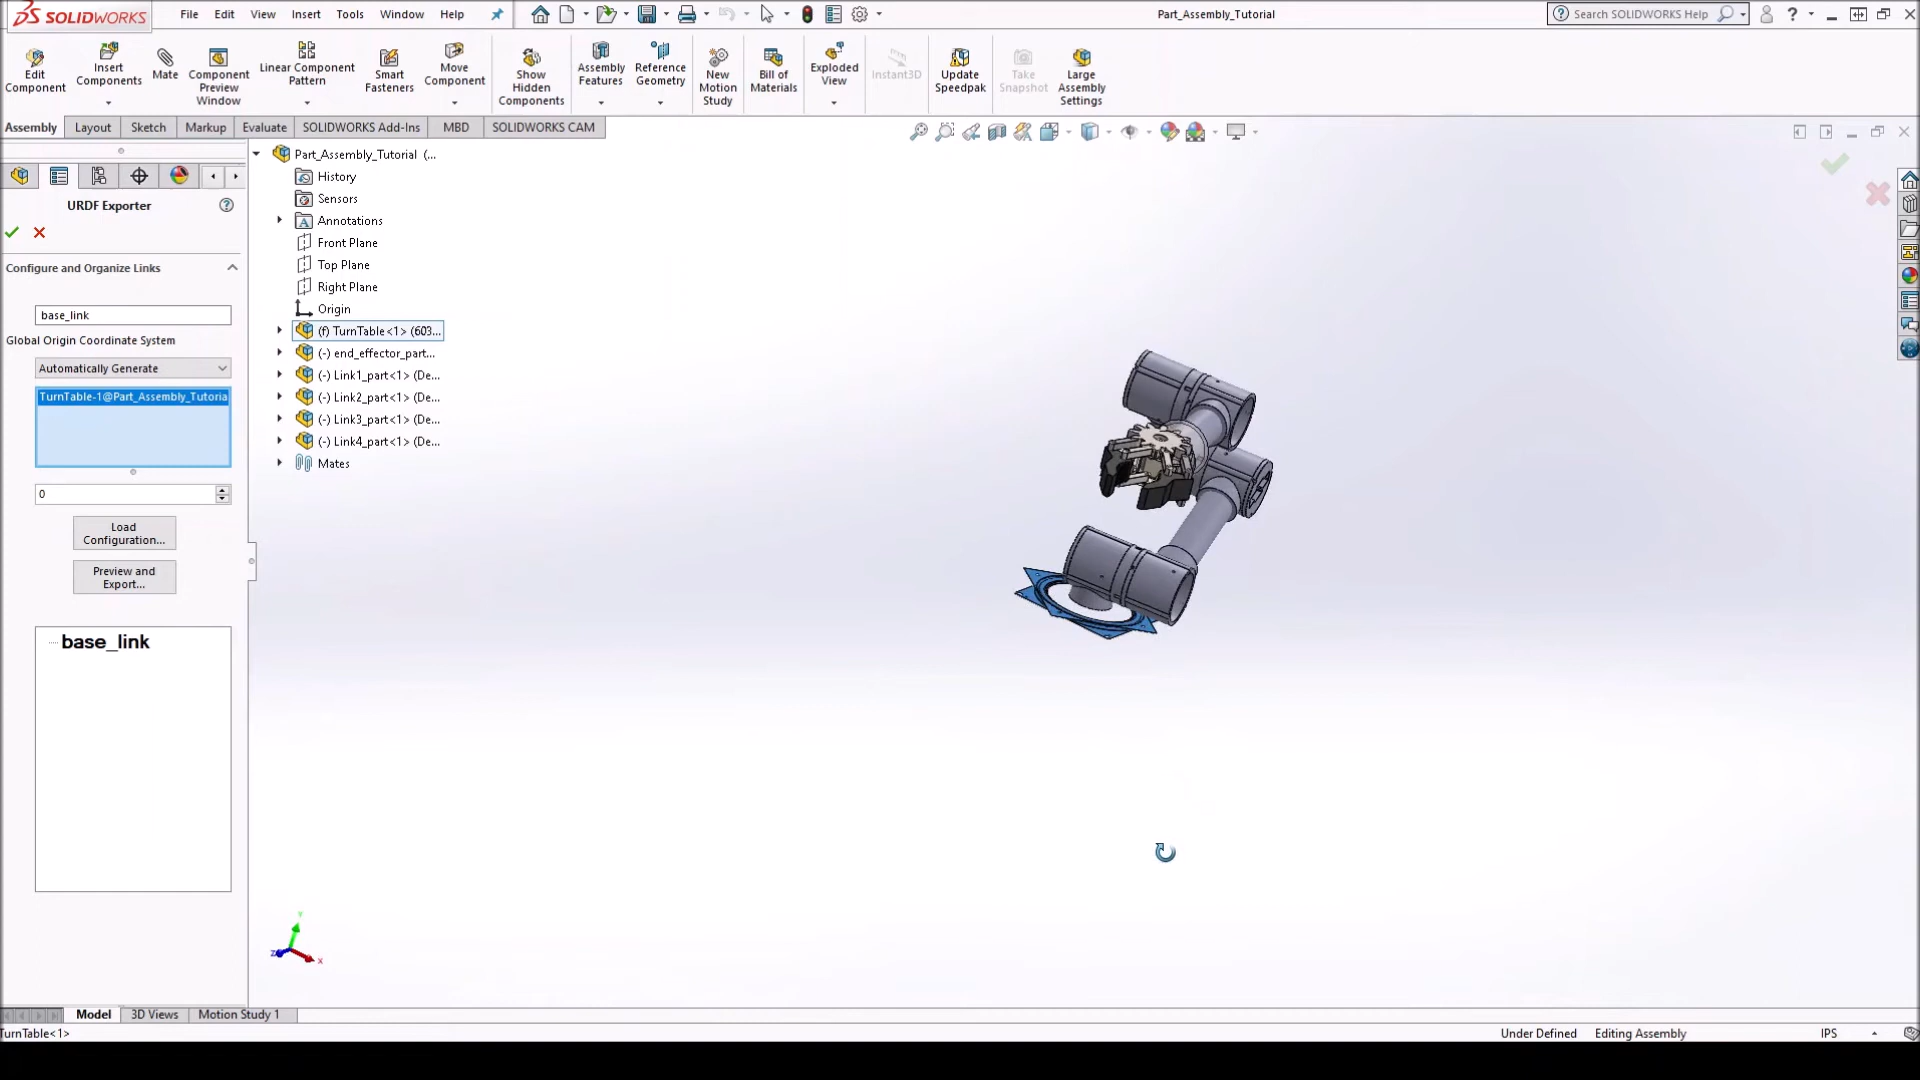 SOLIDWORKS File Edit View Insert Tools Window Help Part_Assembly_Tutorial Search SOLIDWORKS Help ?
Edit Component
Insert Components
Mate
Component Preview Window
Linear Component Pattern
Smart Fasteners
Move Component
Show Hidden Components
Assembly Features
Reference Geometry
New Motion Study
Bill of Materials
Exploded View
Instant3D
Update Speedpak
Take Snapshot
Large Assembly Settings
Assembly Layout Sketch Markup Evaluate SOLIDWORKS Add-Ins MBD SOLIDWORKS CAM
URDF Exporter
Configure and Organize Links
base_link
Global Origin Coordinate System
Automatically Generate
TurnTable-1@Part_Assembly_Tutoria
0
Load Configuration...
Preview and Export...
base_link
Part_Assembly_Tutorial (...
History
Sensors
Annotations
Front Plane
Top Plane
Right Plane
Origin
(f) TurnTable<1> (603...
(-) end_effector_part...
(-) Link1_part<1> (De...
(-) Link2_part<1> (De...
(-) Link3_part<1> (De...
(-) Link4_part<1> (De...
Mates
Y
Z
X
Model 3D Views Motion Study 1
TurnTable<1> Under Defined Editing Assembly IPS